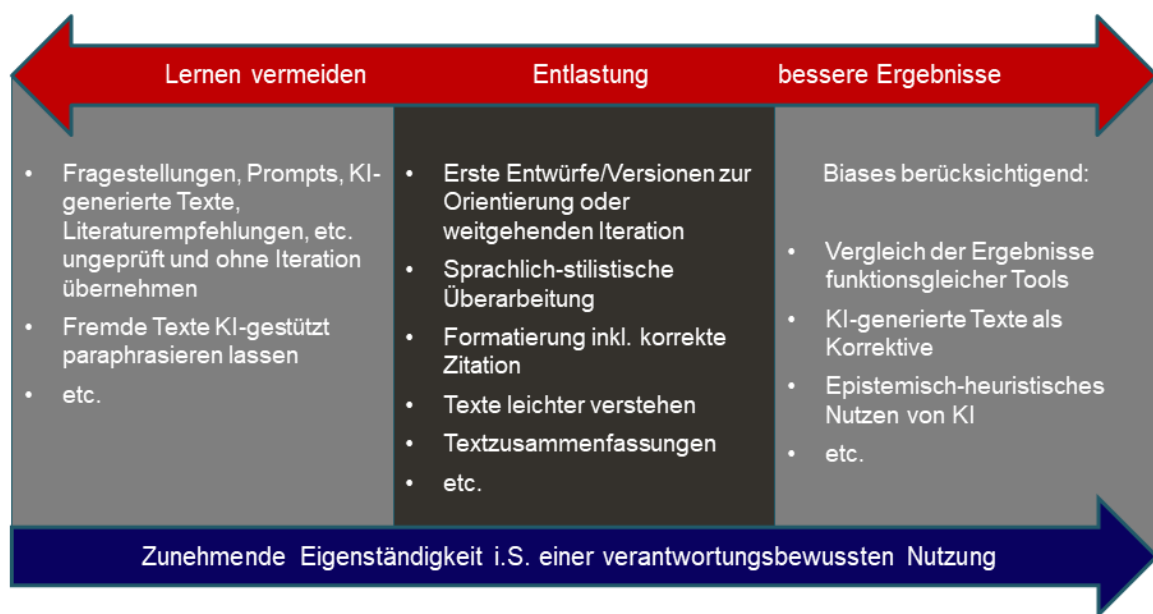 Lernen vermeiden
Entlastung
bessere Ergebnisse
• Fragestellungen, Prompts, KI-
generierte Texte,
Literaturempfehlungen, etc.
ungeprüft und ohne Iteration
übernehmen
• Fremde Texte KI-gestützt
paraphrasieren lassen
• etc.
• Erste Entwürfe/Versionen zur
Orientierung oder
weitgehenden Iteration
• Sprachlich-stilistische
Überarbeitung
• Formatierung inkl. korrekte
Zitation
• Texte leichter verstehen
• Textzusammenfassungen
• etc.
Biases berücksichtigend:
• Vergleich der Ergebnisse
funktionsgleicher Tools
• KI-generierte Texte als
Korrektive
• Epistemisch-heuristisches
Nutzen von KI
• etc.
Zunehmende Eigenständigkeit i.S. einer verantwortungsbewussten Nutzung